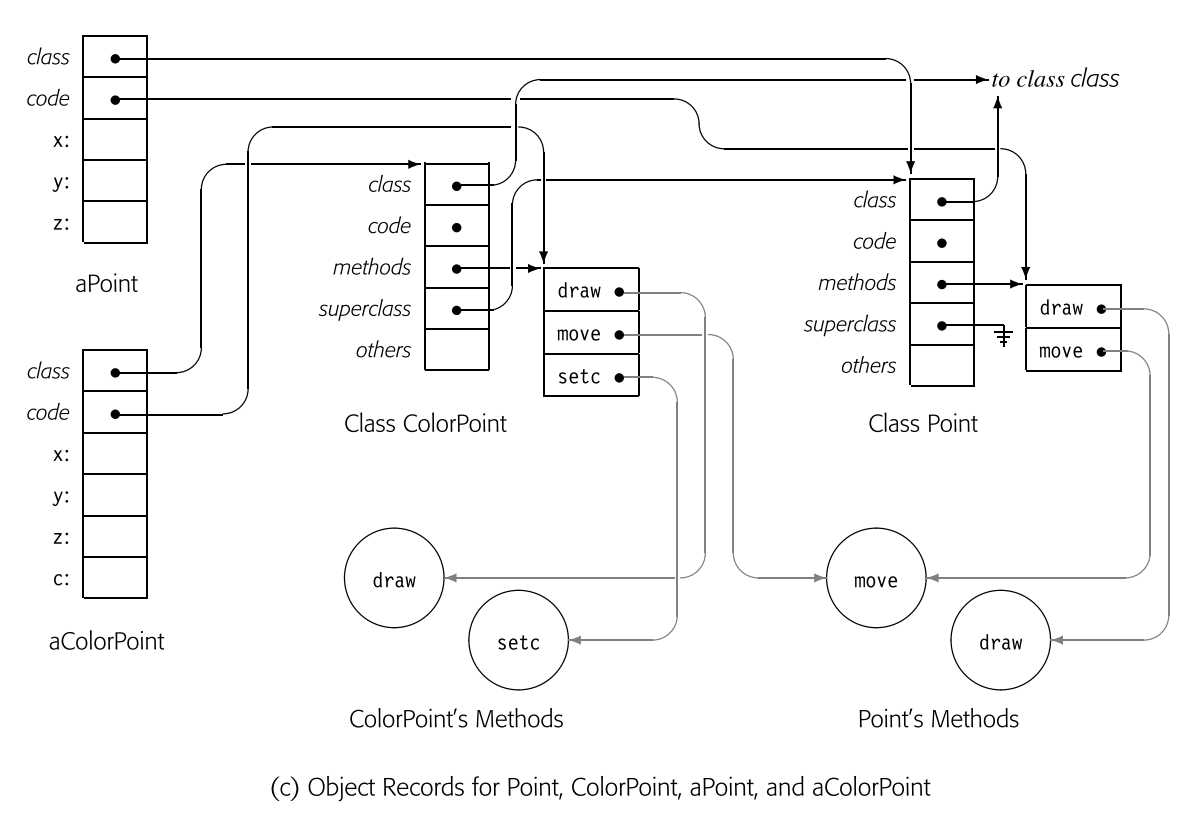 class
code
x:
y:
z:
aPoint
class
code
x:
y:
z:
c:
aColorPoint
class
code
methods
superclass
others
Class ColorPoint
draw
move
setc
to class class
class
code
methods
superclass
others
Class Point
draw
move
draw
setc
ColorPoint's Methods
move
draw
Point's Methods
(c) Object Records for Point, ColorPoint, aPoint, and aColorPoint